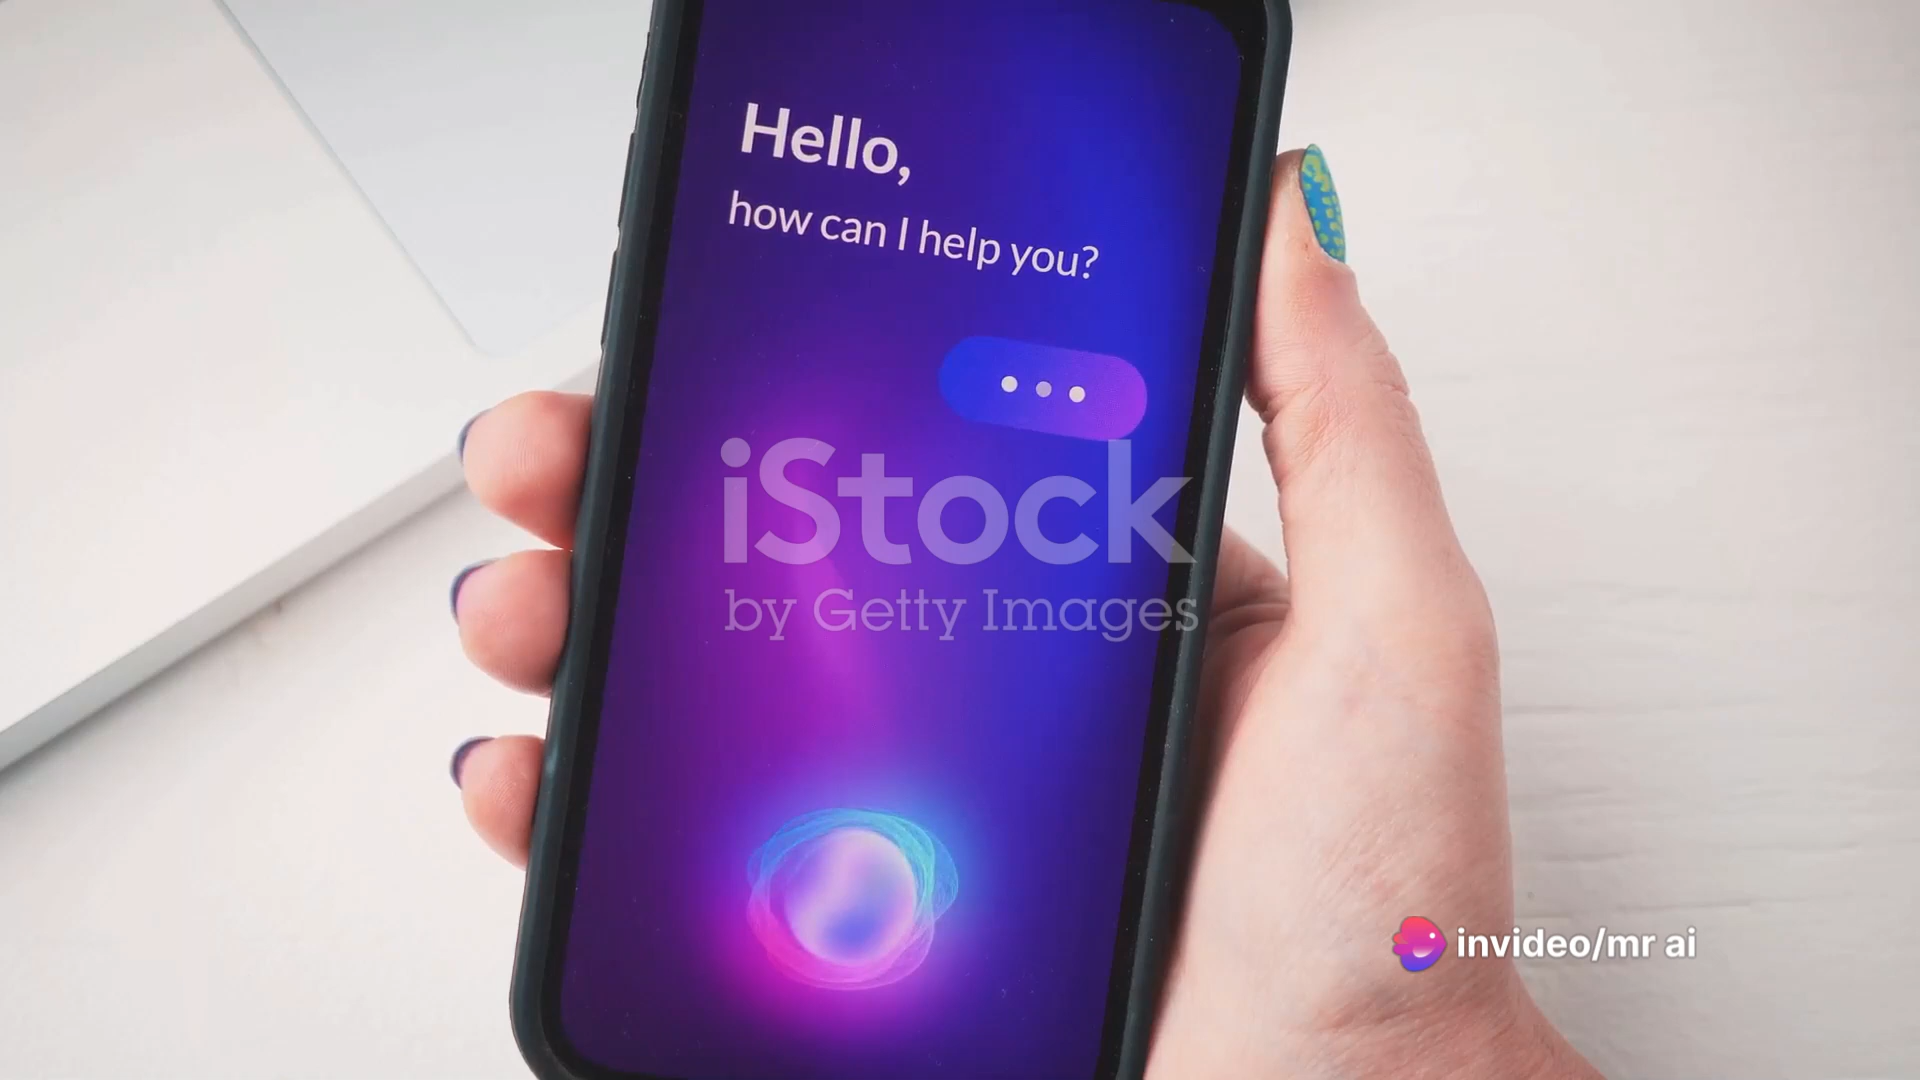 Hello,
how can I help you?
iStock
by Getty Images
invideo/mr ai